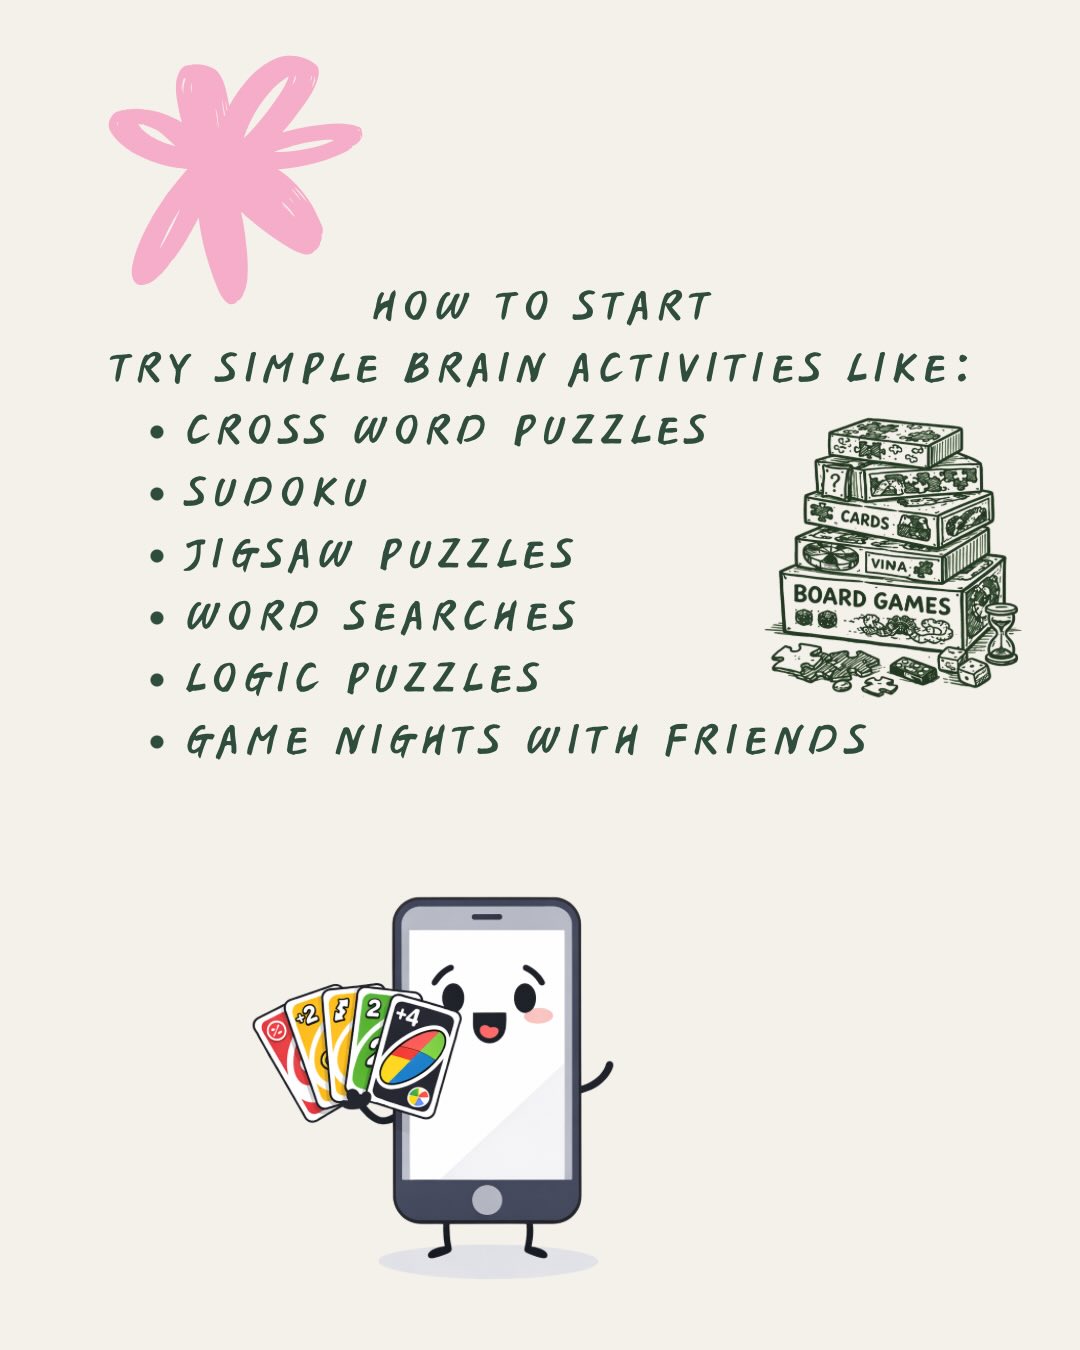 HOW TO START
TRY SIMPLE BRAIN ACTIVITIES LIKE:
• CROSS WORD PUZZLES
• SUDOKU
• JIGSAW PUZZLES
• WORD SEARCHES
• LOGIC PUZZLES
• GAME NIGHTS WITH FRIENDS
?
CARDS
VINA
BOARD GAMES
+2
2
+4